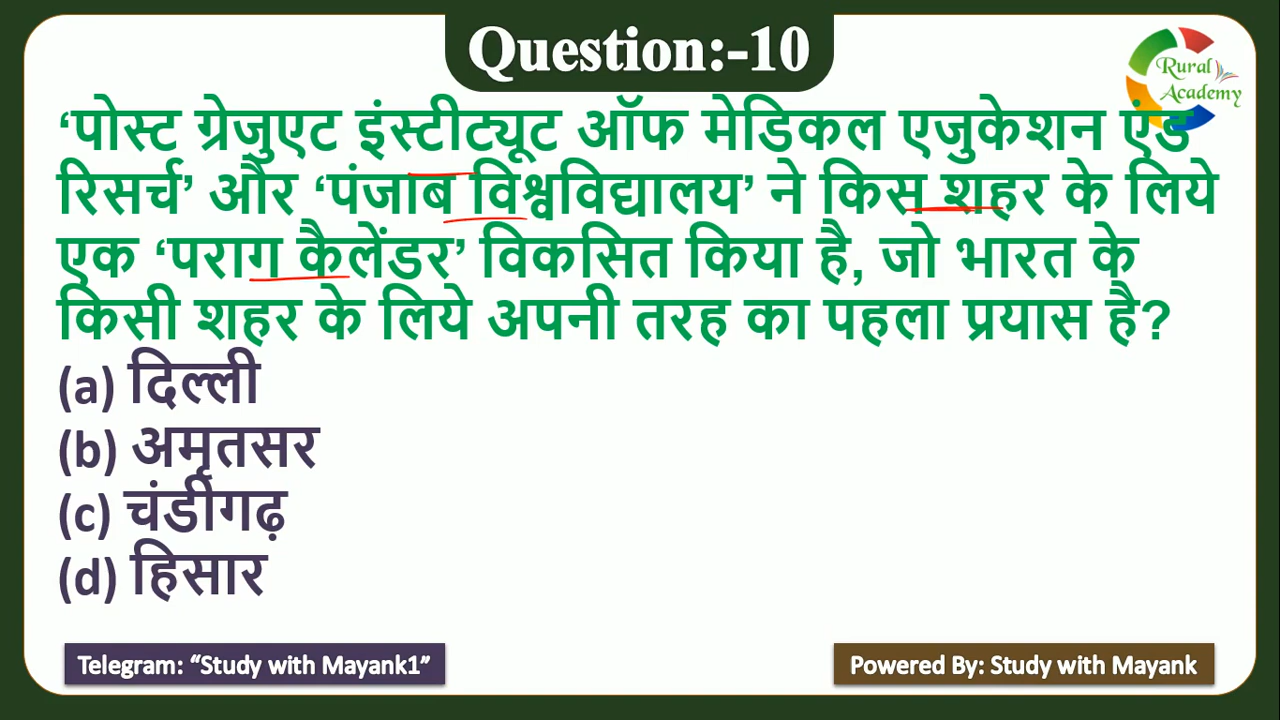 Question:-10
Rural
Academy
‘पोस्ट ग्रेजुएट इंस्टीट्यूट ऑफ मेडिकल एजुकेशन एंड
रिसर्च’ और ‘पंजाब विश्वविद्यालय’ ने किस शहर के लिये
एक ‘पराग कैलेंडर’ विकसित किया है, जो भारत के
किसी शहर के लिये अपनी तरह का पहला प्रयास है?
(a) दिल्ली
(b) अमृतसर
(c) चंडीगढ़
(d) हिसार
Telegram: “Study with Mayank1”
Powered By: Study with Mayank